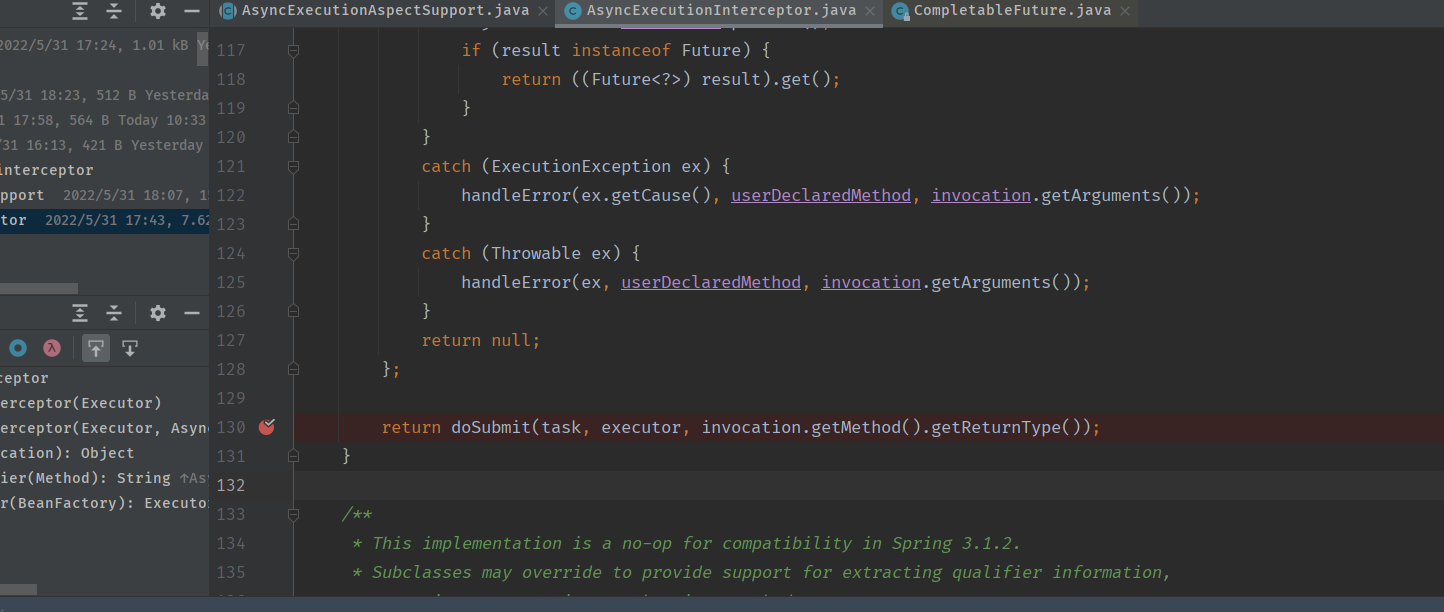 AsyncExecutionAspectSupport.java
AsyncExecutionInterceptor.java
CompletableFuture.java
2022/5/31 17:24, 1.01 kB Ye
5/31 18:23, 512 B Yesterda
1 17:58, 564 B Today 10:33
/31 16:13, 421 B Yesterday
interceptor
pport 2022/5/31 18:07, 1
tor 2022/5/31 17:43, 7.62
ceptor
erceptor(Executor)
erceptor(Executor, Asyn
cation): Object
ier(Method): String ↑As
r(BeanFactory): Executo
117 if (result instanceof Future) {
118 return ((Future<?>) result).get();
119 }
120 }
121 catch (ExecutionException ex) {
122 handleError(ex.getCause(), userDeclaredMethod, invocation.getArguments());
123 }
124 catch (Throwable ex) {
125 handleError(ex, userDeclaredMethod, invocation.getArguments());
126 }
127 return null;
128 };
129
130 return doSubmit(task, executor, invocation.getMethod().getReturnType());
131 }
132
133 /**
134 * This implementation is a no-op for compatibility in Spring 3.1.2.
135 * Subclasses may override to provide support for extracting qualifier information,